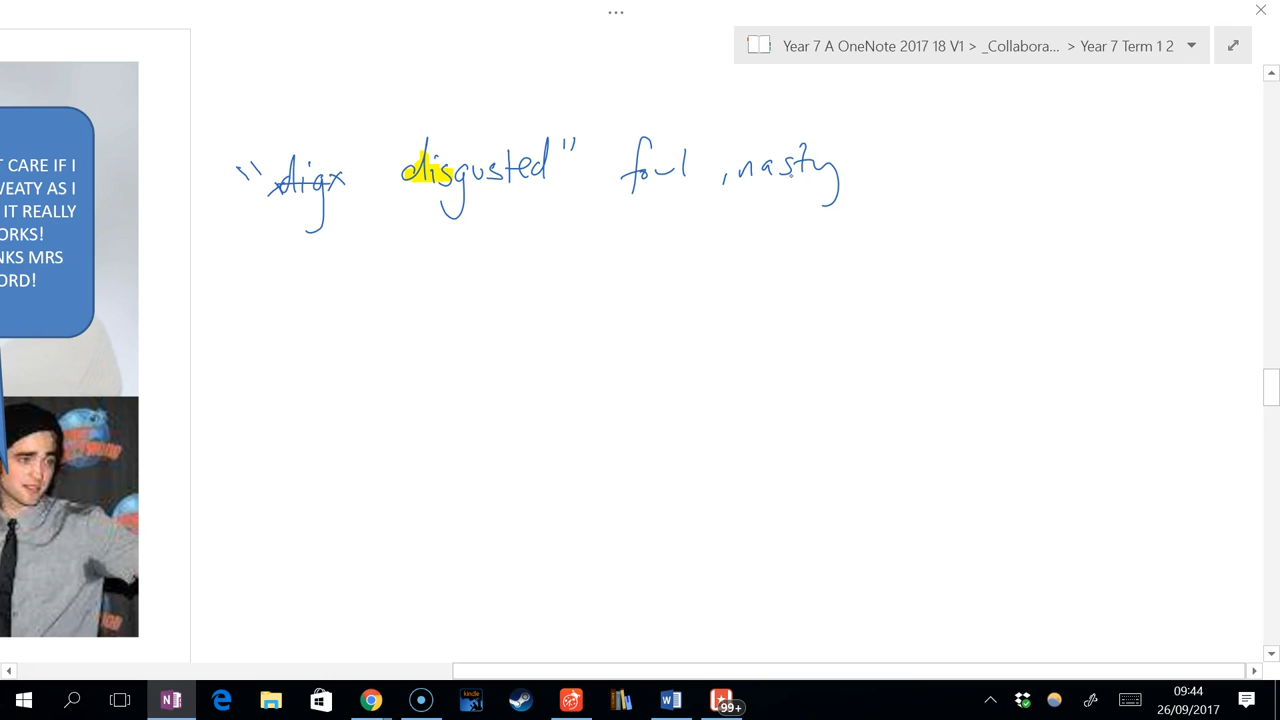 ...
Year 7 A OneNote 2017 18 V1 > _Collabora... > Year 7 Term 1 2
CARE IF I
WEATY AS I
IT REALLY
ORKS!
NKS MRS
ORD!
" digx disgusted " foul , nasty
99+
09:44
26/09/2017